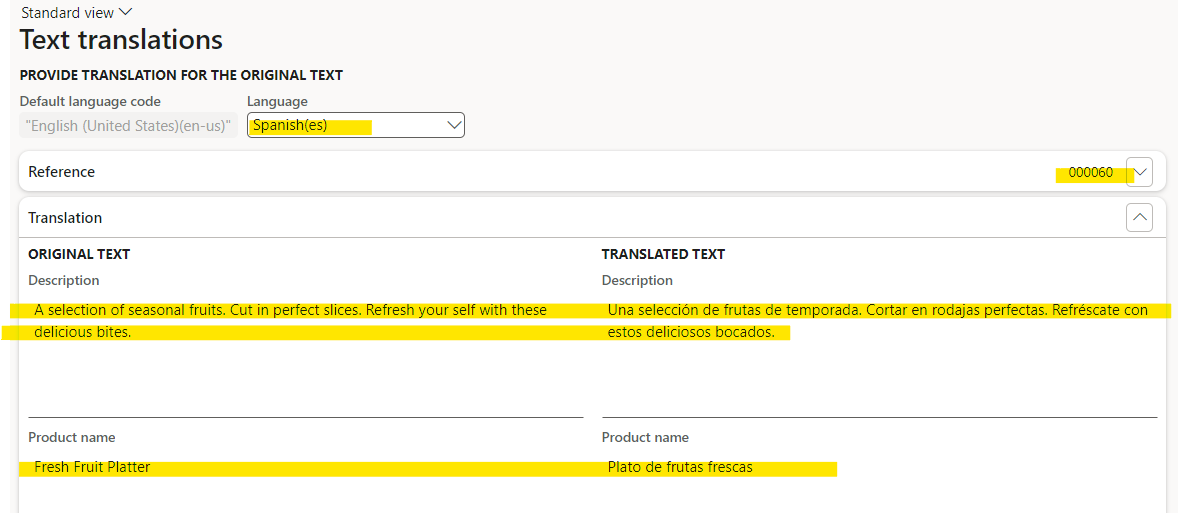 Standard view
Text translations
PROVIDE TRANSLATION FOR THE ORIGINAL TEXT
Default language code Language
"English (United States)(en-us)" Spanish(es)
Reference 000060
Translation
ORIGINAL TEXT
Description
A selection of seasonal fruits. Cut in perfect slices. Refresh your self with these
delicious bites.
TRANSLATED TEXT
Description
Una selección de frutas de temporada. Cortar en rodajas perfectas. Refréscate con
estos deliciosos bocados.
Product name
Fresh Fruit Platter
Product name
Plato de frutas frescas